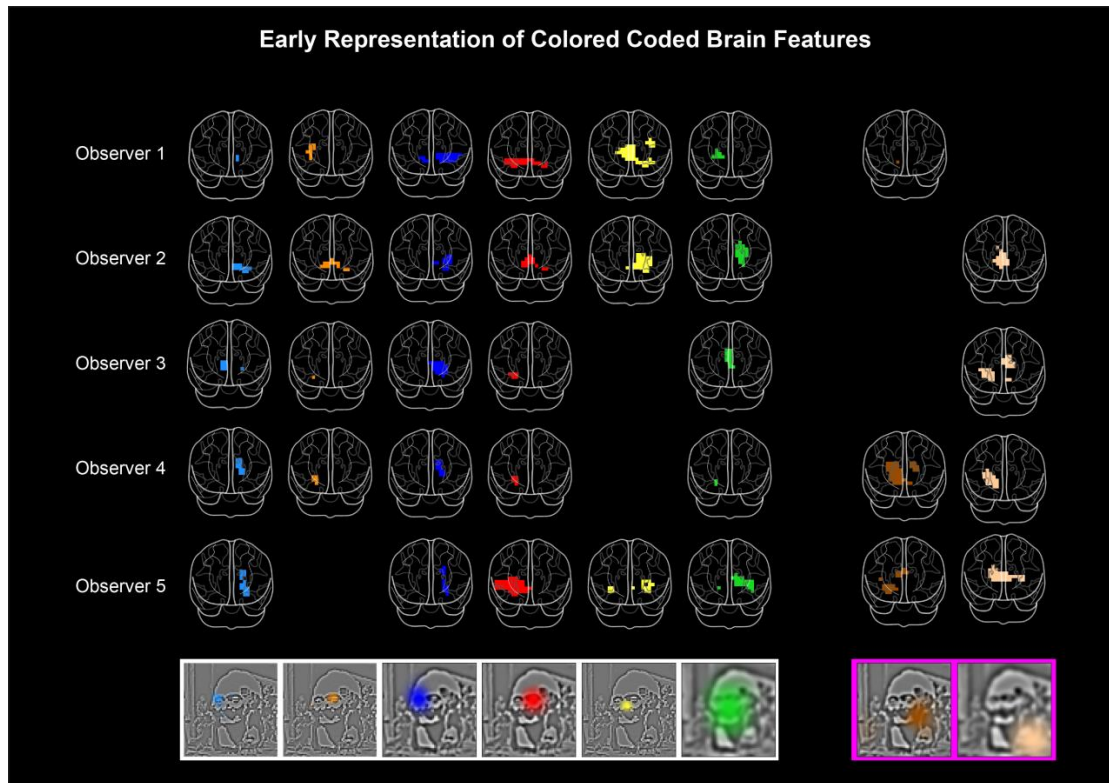 Early Representation of Colored Coded Brain Features
Observer 1
Observer 2
Observer 3
Observer 4
Observer 5